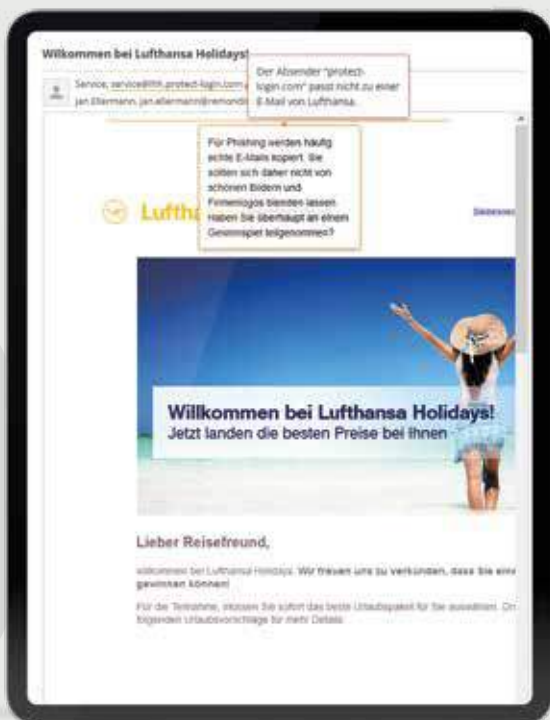 Willkommen bei Lufthansa Holidays!
Service, service@lhh.protect-login.com
Der Absender "protect-
login.com" passt nicht zu einer
E-Mail von Lufthansa.
Jan Ellermann, jan.ellermann@remondis
Für Phishing werden häufig
echte E-Mails kopiert. Sie
sollten sich daher nicht von
schönen Bildern und
Firmenlogos blenden lassen.
Haben Sie überhaupt an einem
Gewinnspiel teilgenommen?
Luftha
Willkommen bei Lufthansa Holidays!
Jetzt landen die besten Preise bei Ihnen
Lieber Reisefreund,
willkommen bei Lufthansa Holidays. Wir freuen uns zu verkünden, dass Sie eine
gewinnen können!
Für die Teilnahme, müssen Sie sofort das beste Urlaubspaket für Sie auswählen.
folgenden Urlaubsvorschläge für mehr Details.